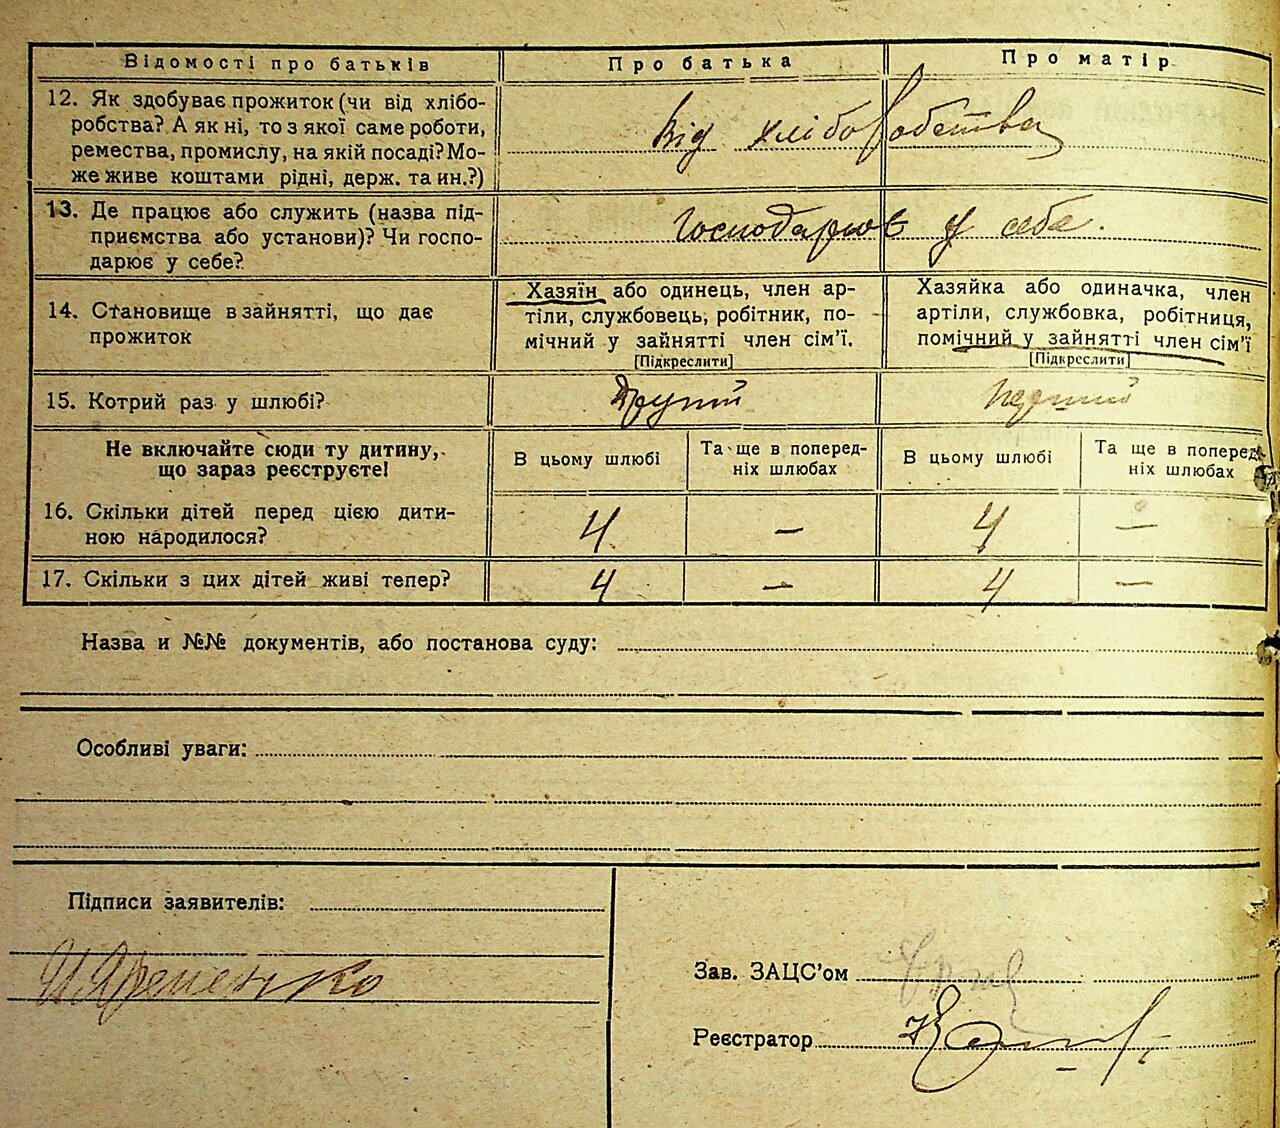 Відомості про батьків Про батька Про матір
12. Як здобуває прожиток (чи від хлібо-
робства? А як ні, то з якої саме роботи,
ремества, промислу, на якій посаді? Мо-
же живе коштами рідні, держ. та ин.?)
Від хліборобства
13. Де працює або служить (назва під-
приємства або установи)? Чи госпо-
дарює у себе?
Господарює у себе.
14. Становище в зайнятті, що дає
прожиток
Хазяїн або одинець, член ар-
тіли, службовець, робітник, по-
мічний у зайнятті член сім’ї.
[Підкреслити]
Хазяйка або одиначка, член
артіли, службовка, робітниця,
помічний у зайнятті член сім’ї
[Підкреслити]
15. Котрий раз у шлюбі? Другий Перший
Не включайте сюди ту дитину,
що зараз реєструєте!
В цьому шлюбі
Та ще в поперед-
ніх шлюбах
В цьому шлюбі
Та ще в поперед-
ніх шлюбах
16. Скільки дітей перед цією дити-
ною народилося?
4 — 4 —
17. Скільки з цих дітей живі тепер? 4 — 4 —
Назва и №№ документів, або постанова суду:
Особливі уваги:
Підписи заявителів:
Зав. ЗАЦС’ом
Реєстратор